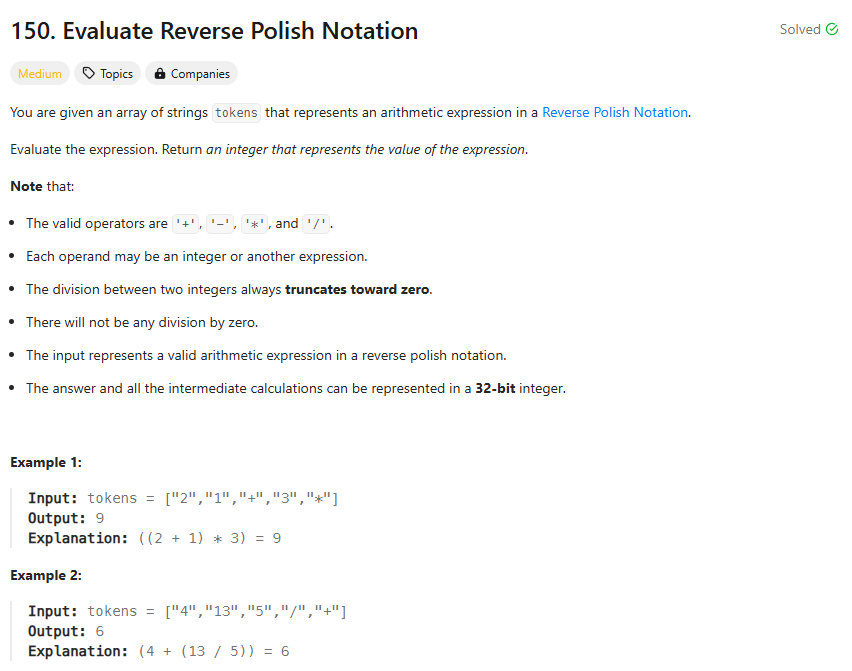 150. Evaluate Reverse Polish Notation
Solved
Medium
Topics
Companies
You are given an array of strings tokens that represents an arithmetic expression in a Reverse Polish Notation.
Evaluate the expression. Return an integer that represents the value of the expression.
Note that:
• The valid operators are '+', '-', '*', and '/'.
• Each operand may be an integer or another expression.
• The division between two integers always truncates toward zero.
• There will not be any division by zero.
• The input represents a valid arithmetic expression in a reverse polish notation.
• The answer and all the intermediate calculations can be represented in a 32-bit integer.
Example 1:
Input: tokens = ["2","1","+","3","*"]
Output: 9
Explanation: ((2 + 1) * 3) = 9
Example 2:
Input: tokens = ["4","13","5","/","+"]
Output: 6
Explanation: (4 + (13 / 5)) = 6